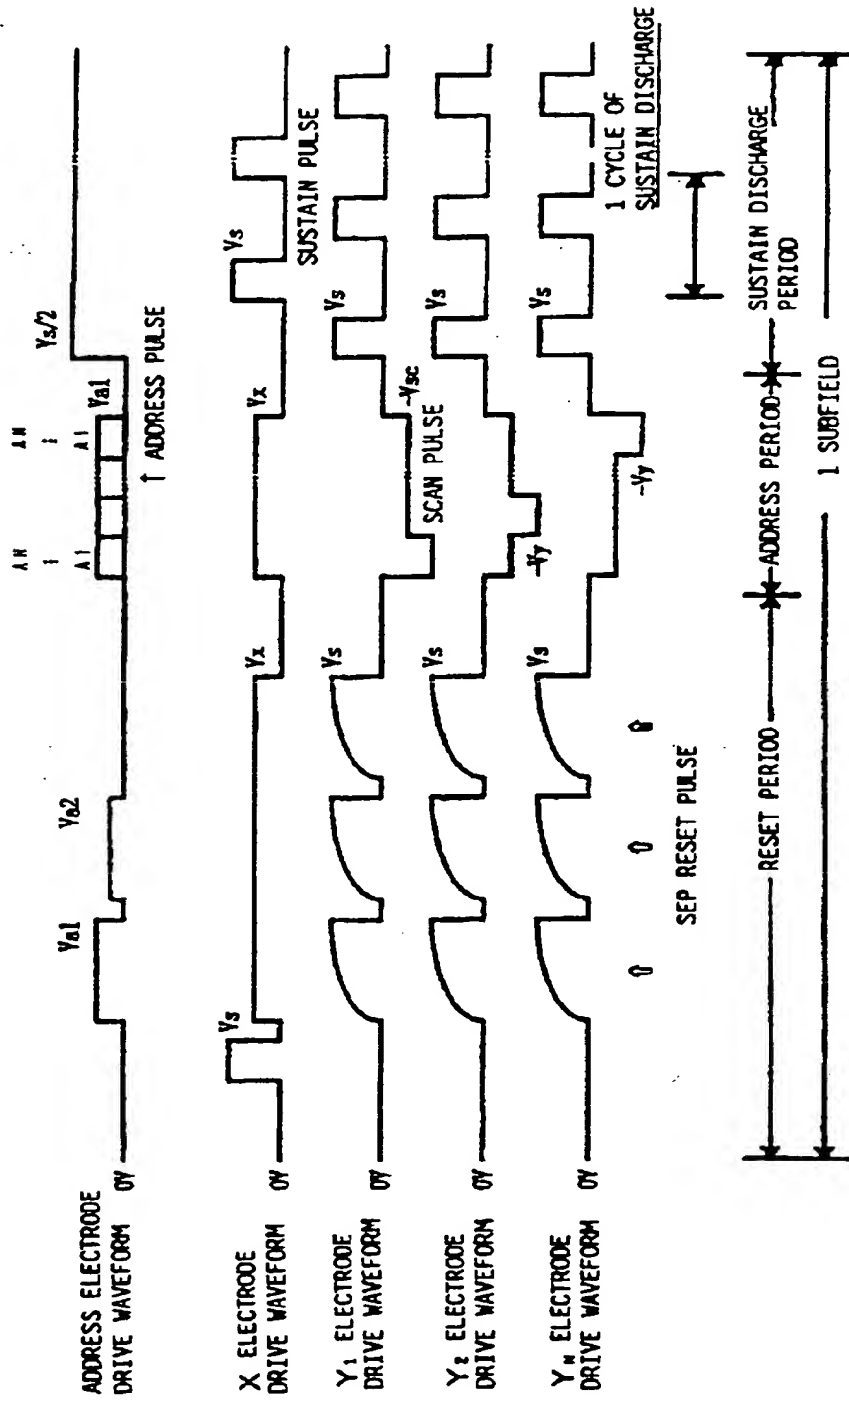 ADDRESS ELECTRODE
DRIVE WAVEFORM
0V
Va1
Va2
AN
⋮
A1
AN
⋮
A1
Va1
Vs/2
↑ ADDRESS PULSE
X ELECTRODE
DRIVE WAVEFORM
0V
Vs
Vx
Vx
Vs
SUSTAIN PULSE
Y1 ELECTRODE
DRIVE WAVEFORM
0V
Vs
-Vsc
SCAN PULSE
Vs
Y2 ELECTRODE
DRIVE WAVEFORM
0V
Vs
-Vy
Vs
YN ELECTRODE
DRIVE WAVEFORM
0V
Vs
-Vy
Vs
1 CYCLE OF
SUSTAIN DISCHARGE
SEP RESET PULSE
RESET PERIOD
ADDRESS PERIOD
SUSTAIN DISCHARGE
PERIOD
1 SUBFIELD